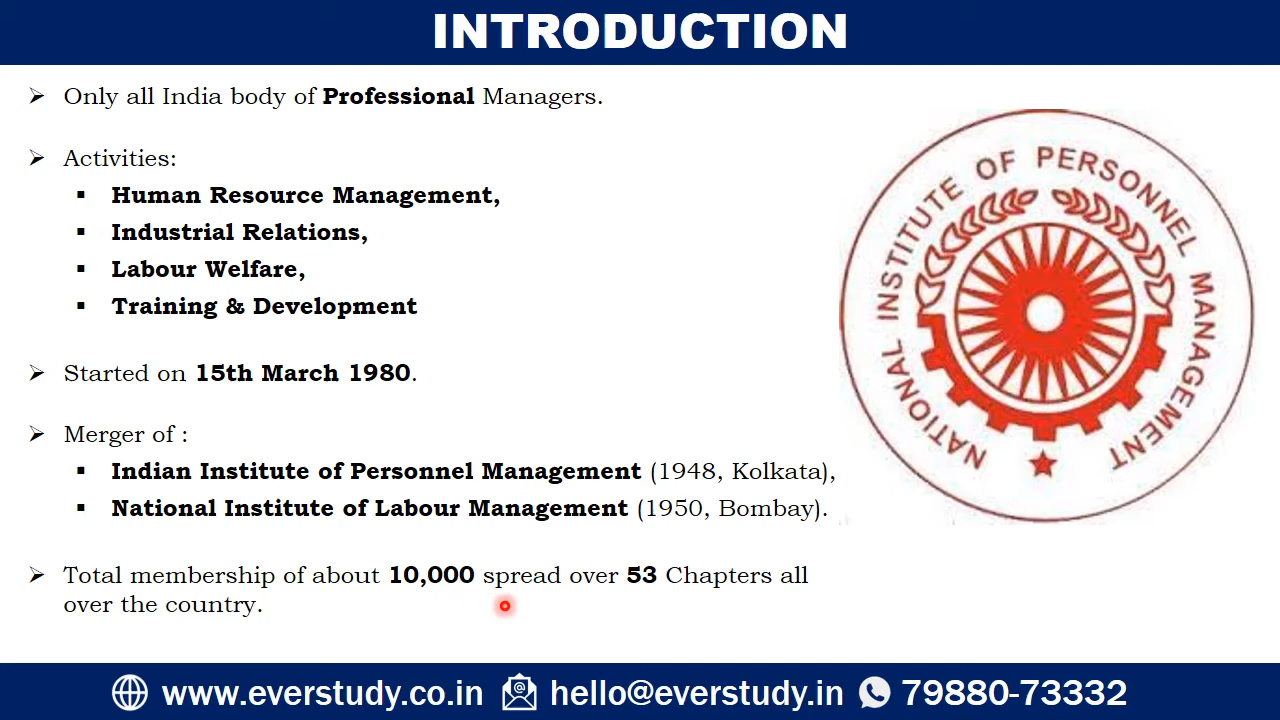 INTRODUCTION
Only all India body of Professional Managers.
Activities:
Human Resource Management,
Industrial Relations,
Labour Welfare,
Training & Development
Started on 15th March 1980.
Merger of :
Indian Institute of Personnel Management (1948, Kolkata),
National Institute of Labour Management (1950, Bombay).
Total membership of about 10,000 spread over 53 Chapters all
over the country.
NATIONAL INSTITUTE OF PERSONNEL MANAGEMENT
www.everstudy.co.in hello@everstudy.in 79880-73332